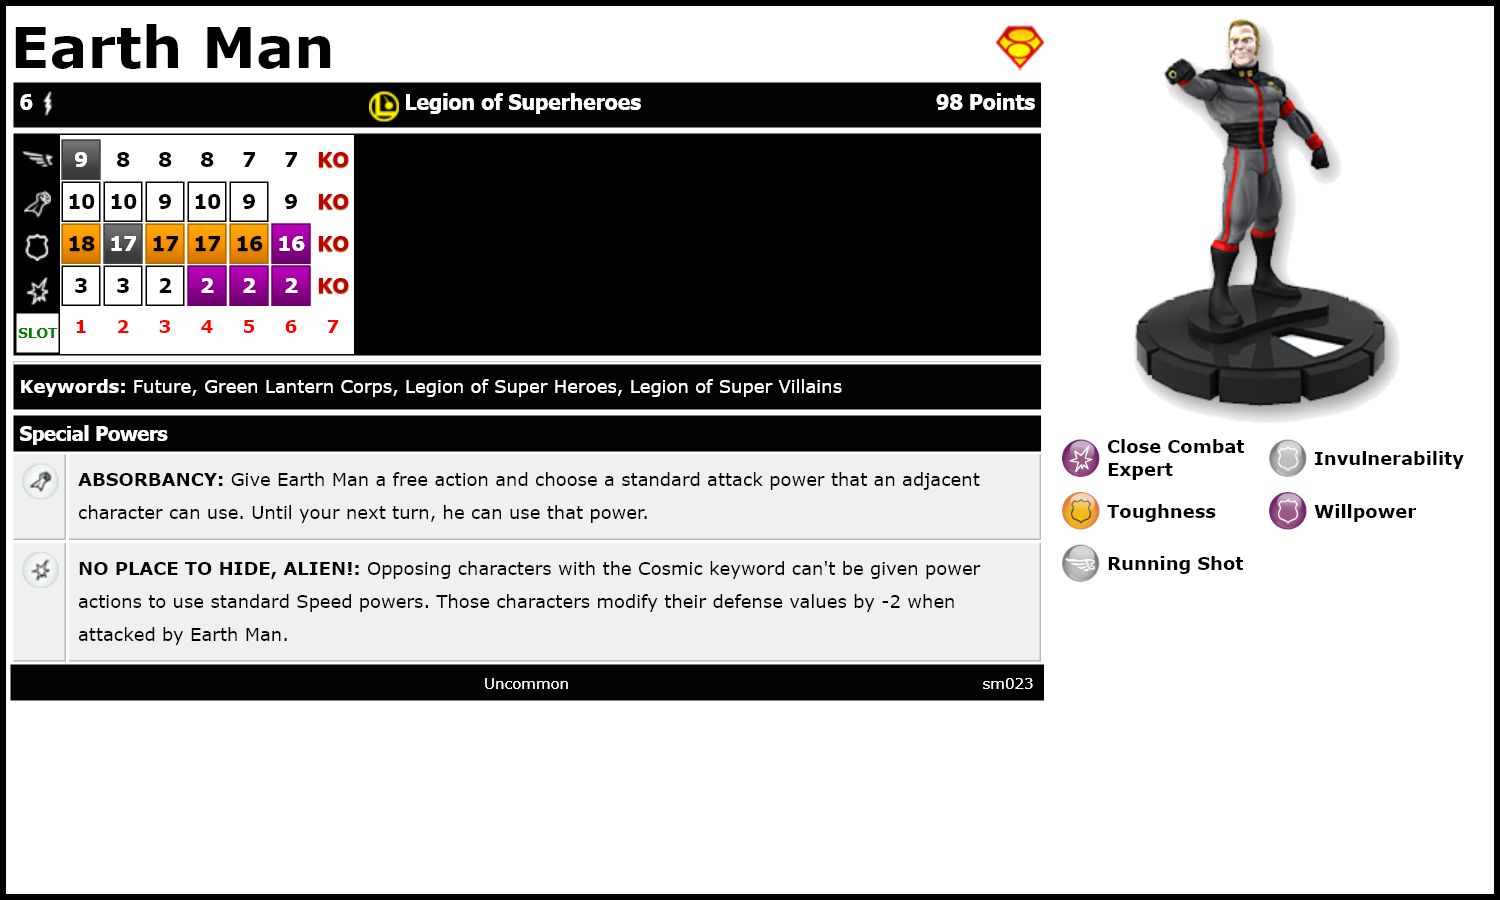 Earth Man
6 Legion of Superheroes 98 Points
9 8 8 8 7 7 KO
10 10 9 10 9 9 KO
18 17 17 17 16 16 KO
3 3 2 2 2 2 KO
SLOT 1 2 3 4 5 6 7
Keywords: Future, Green Lantern Corps, Legion of Super Heroes, Legion of Super Villains
Special Powers
ABSORBANCY: Give Earth Man a free action and choose a standard attack power that an adjacent
character can use. Until your next turn, he can use that power.
NO PLACE TO HIDE, ALIEN!: Opposing characters with the Cosmic keyword can't be given power
actions to use standard Speed powers. Those characters modify their defense values by -2 when
attacked by Earth Man.
Uncommon sm023
Close Combat
Expert
Invulnerability
Toughness
Willpower
Running Shot